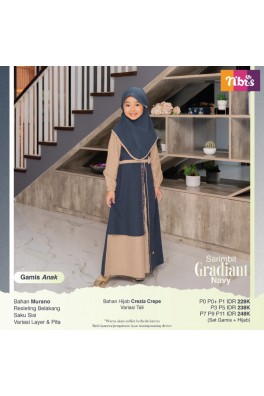 Nibr's
Sarimbit
Gradiant
Navy
Gamis Anak
Bahan Murano
Resleting Belakang
Saku Sisi
Variasi Layer & Pita
Bahan Hijab Crezia Crepe
Variasi Tali
P0 P0+ P1 IDR 229K
P3 P5 IDR 238K
P7 P9 P11 IDR 248K
(Set Gamis + Hijab)